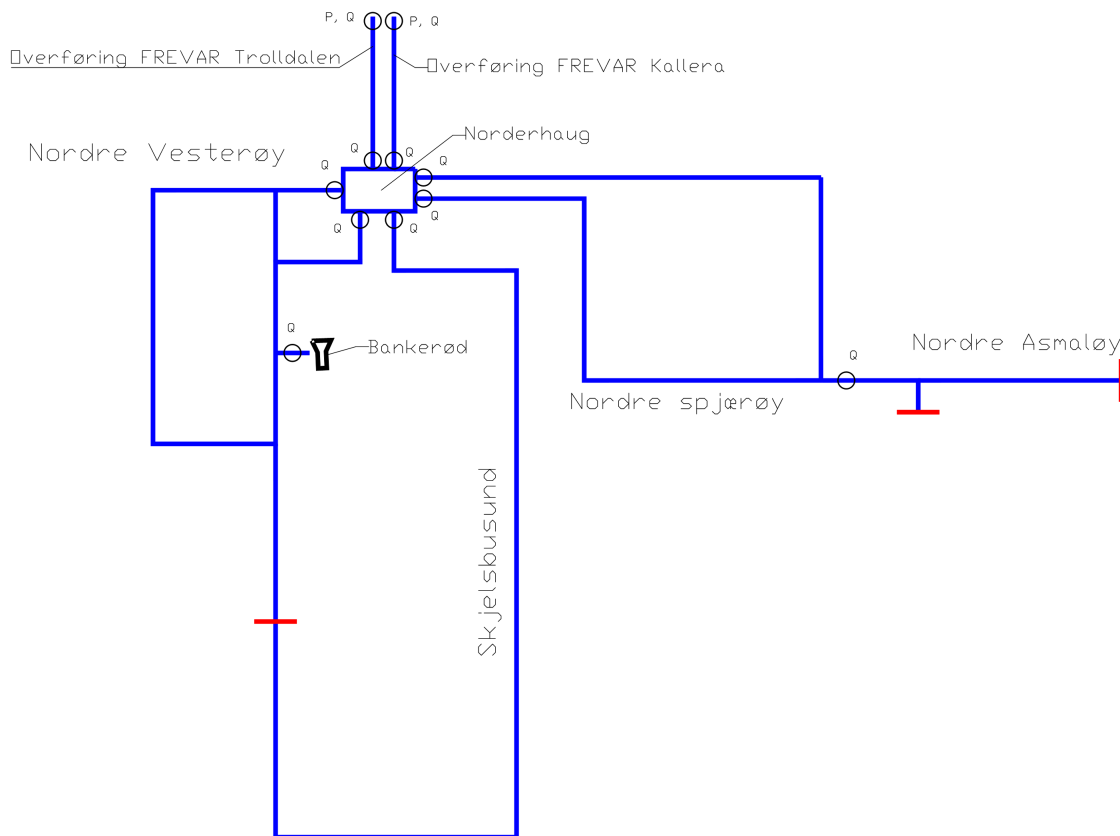 P, Q
P, Q
▯verføring FREVAR Trolldalen
▯verføring FREVAR Kallera
Norderhaug
Nordre Vesterøy
Q
Q
Q
Q
Q
Q
Q
Q
Bankerød
Q
Nordre Asmaløy
Nordre spjærøy
Skjelsbusund